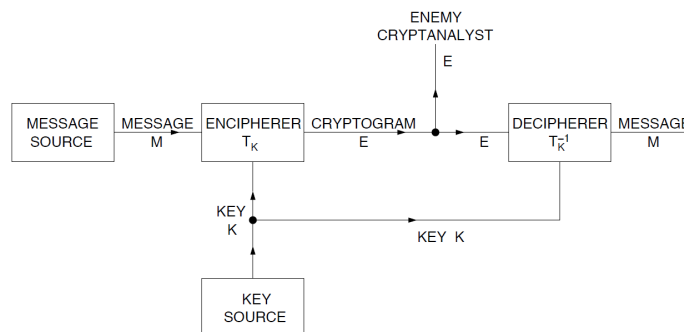 ENEMY
CRYPTANALYST
E
MESSAGE
SOURCE
MESSAGE
M
ENCIPHERER
T_K
CRYPTOGRAM
E
E
DECIPHERER
T_K^-1
MESSAGE
M
KEY
K
KEY K
KEY
SOURCE